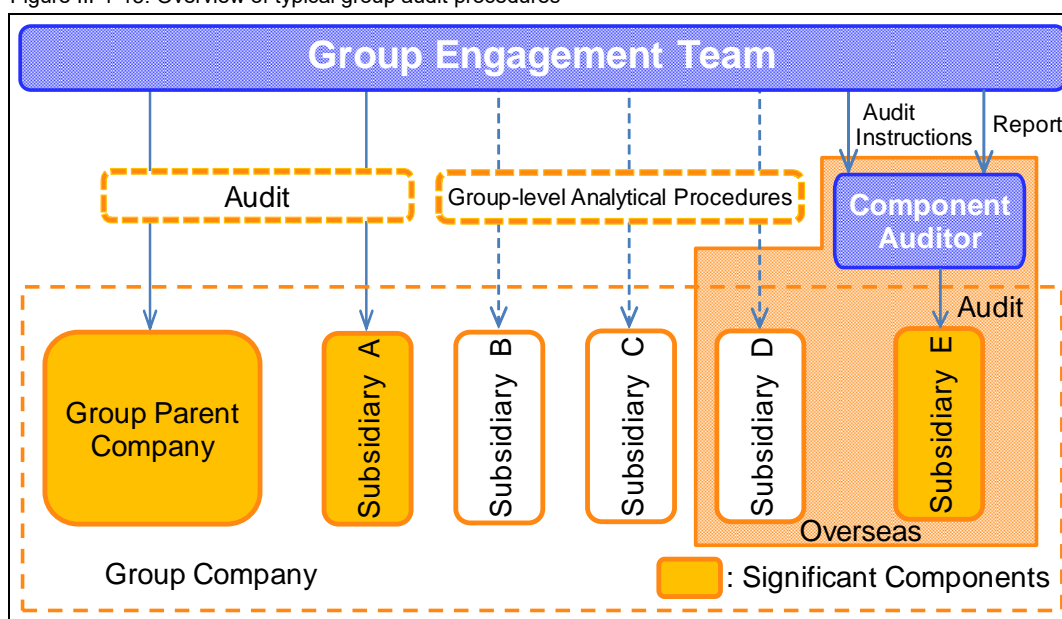 Group Engagement Team
Audit
Instructions
Report
Audit
Group-level Analytical Procedures
Component
Auditor
Audit
Group Parent
Company
Subsidiary A
Subsidiary B
Subsidiary C
Subsidiary D
Subsidiary E
Overseas
Group Company
: Significant Components